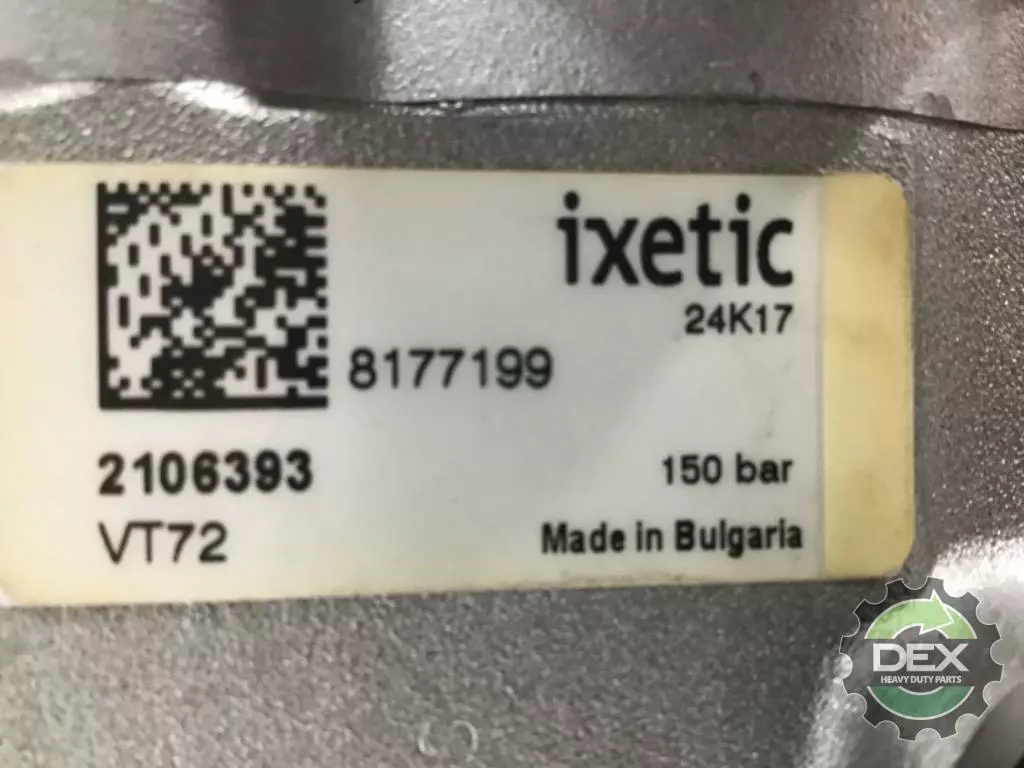 ixetic
24K17
8177199
2106393
150 bar
VT72
Made in Bulgaria
DEX
HEAVY DUTY PARTS